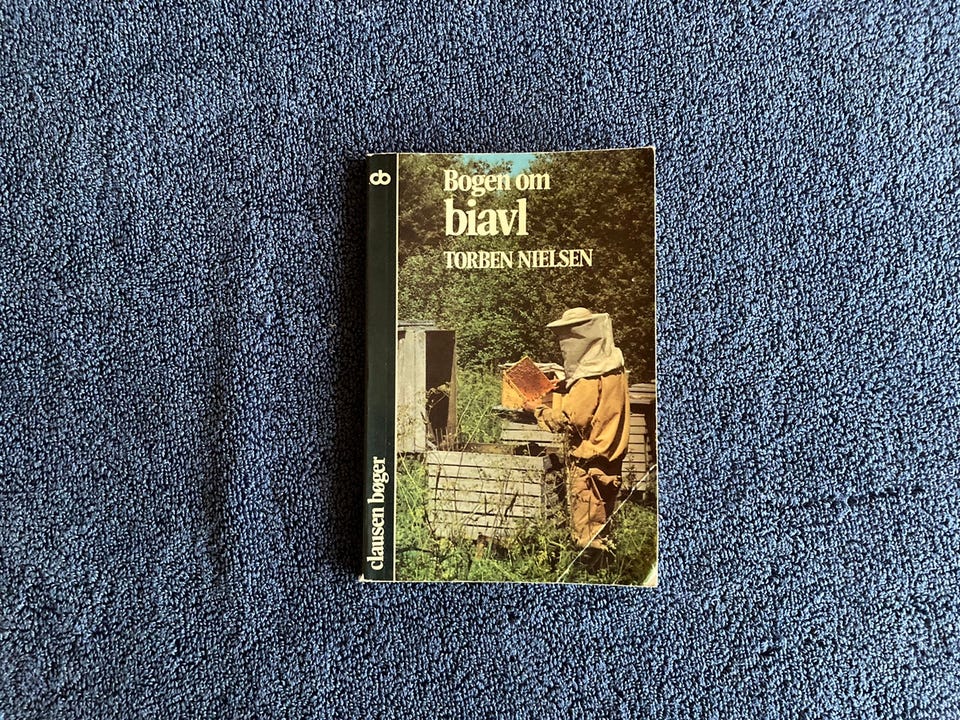 Bogen om
biavl
TORBEN NIELSEN
clausen bøger